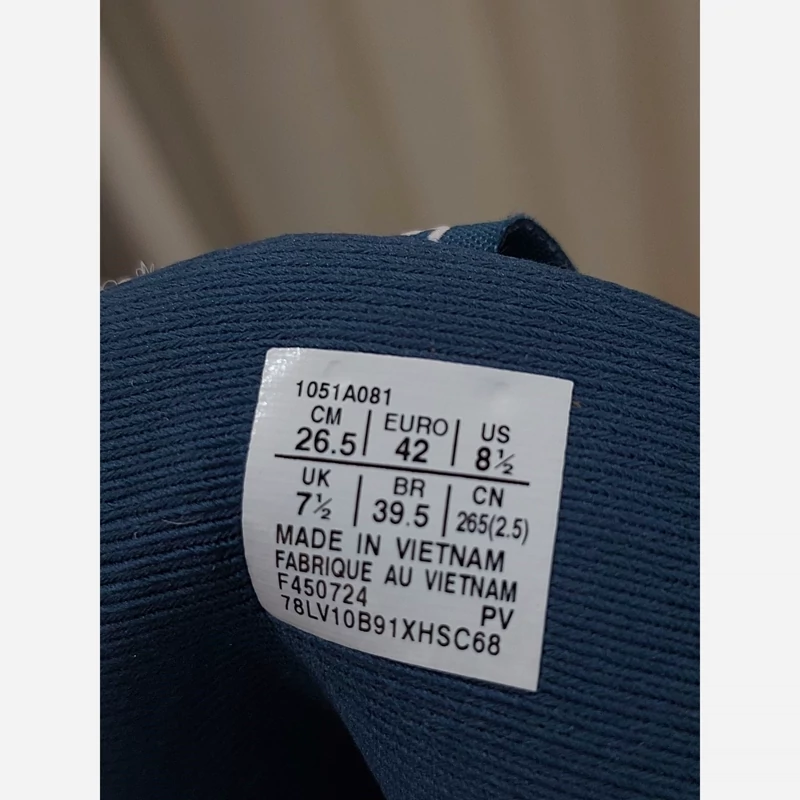 1051A081
CM | EURO | US
26.5 | 42 | 8½
UK | BR | CN
7½ | 39.5 | 265(2.5)
MADE IN VIETNAM
FABRIQUE AU VIETNAM
F450724 PV
78LV10B91XHSC68